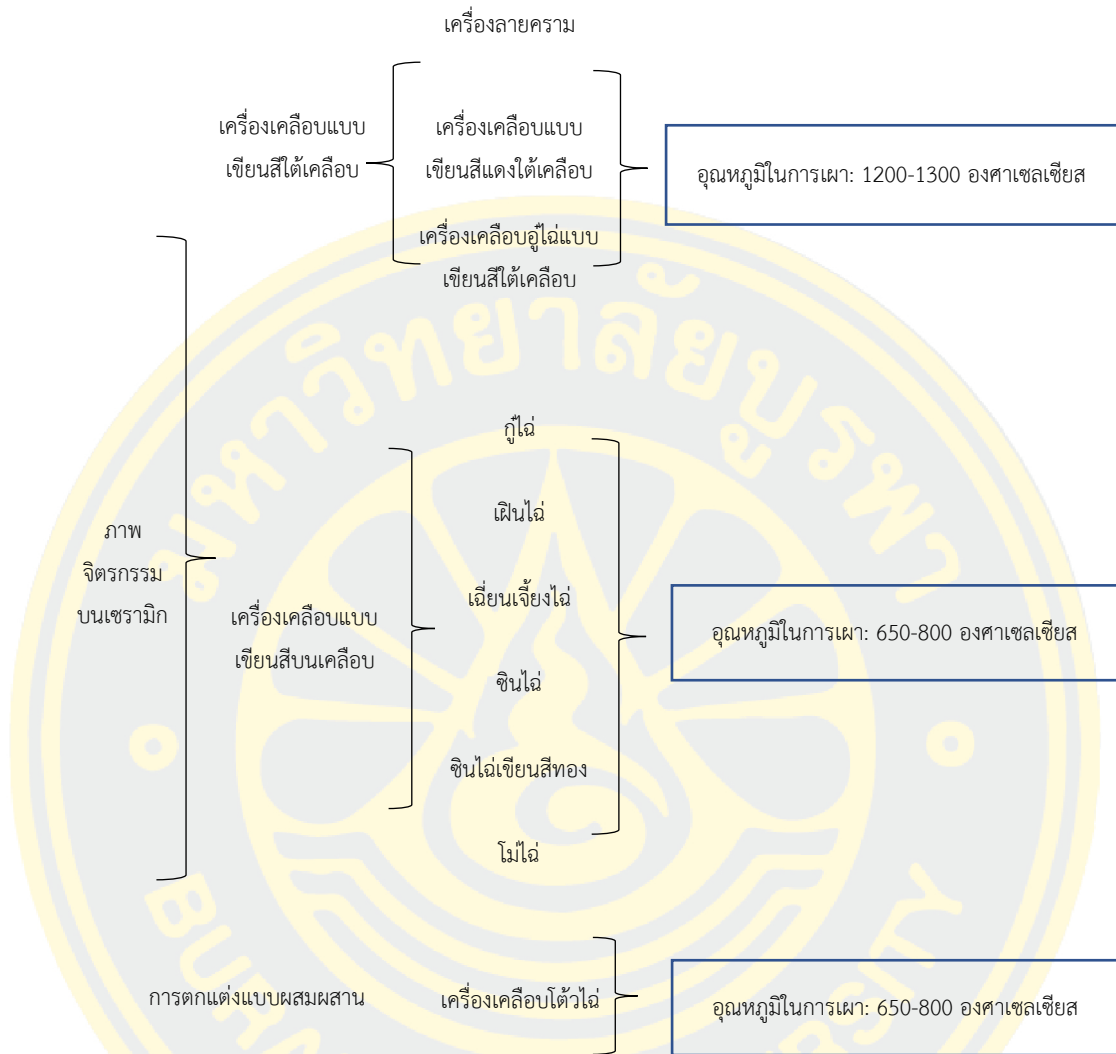 เครื่องลายคราม
เครื่องเคลือบแบบ
เขียนสีใต้เคลือบ
เครื่องเคลือบแบบ
เขียนสีแดงใต้เคลือบ
อุณหภูมิในการเผา: 1200-1300 องศาเซลเซียส
เครื่องเคลือบอู๋ไฉ่แบบ
เขียนสีใต้เคลือบ
มหาวิทยาลัยบูรพา
กู๋ไฉ่
เฝินไฉ่
ภาพ
จิตรกรรม
บนเซรามิก
เฉี่ยนเจี้ยงไฉ่
เครื่องเคลือบแบบ
เขียนสีบนเคลือบ
อุณหภูมิในการเผา: 650-800 องศาเซลเซียส
ซินไฉ่
ซินไฉ่เขียนสีทอง
โม่ไฉ่
การตกแต่งแบบผสมผสาน
เครื่องเคลือบโต้วไฉ่
อุณหภูมิในการเผา: 650-800 องศาเซลเซียส